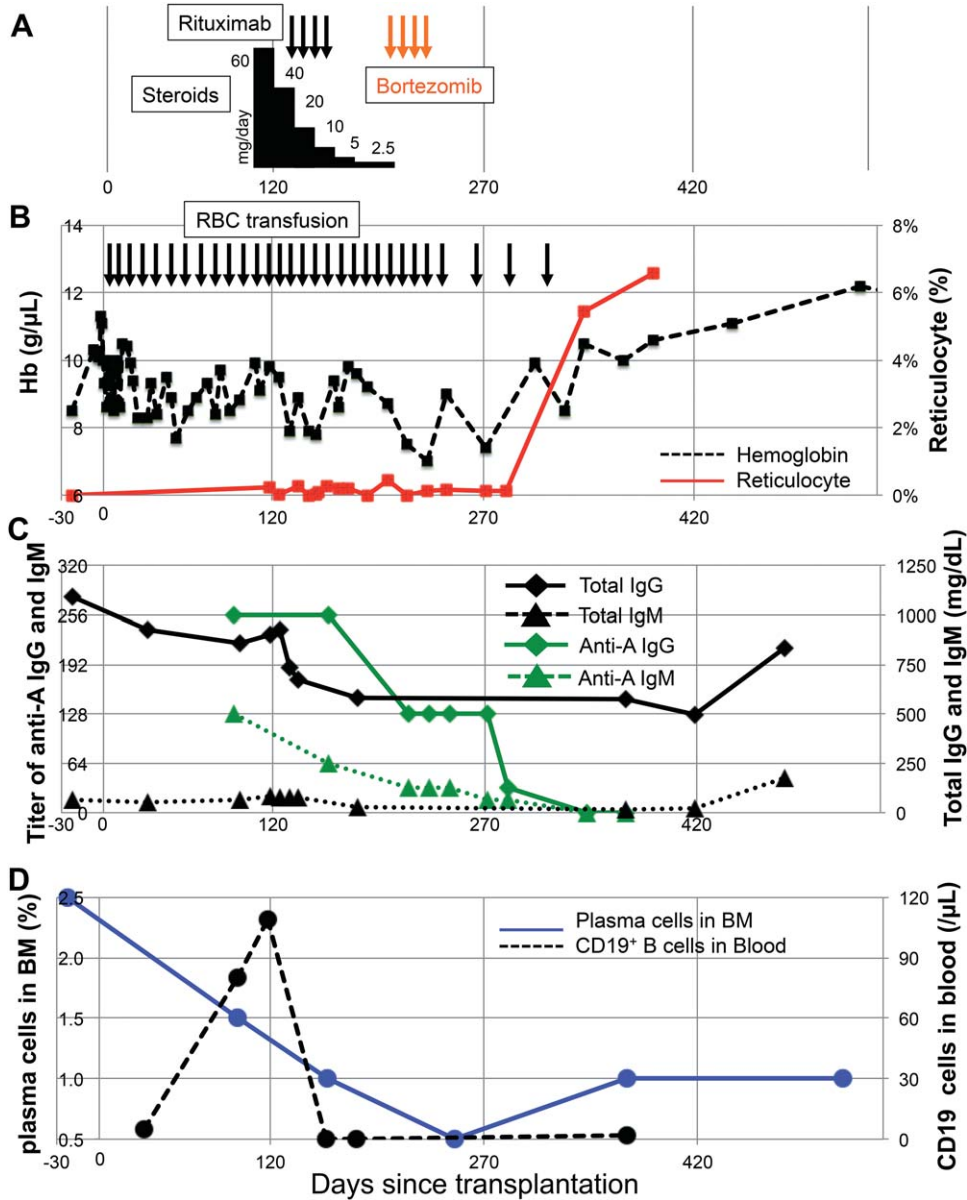 A
Rituximab
60
40
Steroids
20
Bortezomib
10
5
2.5
mg/day
0
120
270
420
B
RBC transfusion
14
12
10
8
6
Hb (g/µL)
8%
6%
4%
2%
0%
Reticulocyte (%)
Hemoglobin
Reticulocyte
-30
0
120
270
420
C
320
256
192
128
64
0
Titer of anti-A IgG and IgM
1250
1000
750
500
250
0
Total IgG and IgM (mg/dL)
Total IgG
Total IgM
Anti-A IgG
Anti-A IgM
-30
0
120
270
420
D
2.5
2.0
1.5
1.0
0.5
plasma cells in BM (%)
120
90
60
30
0
CD19 cells in blood (/µL)
Plasma cells in BM
CD19⁺ B cells in Blood
-30
0
120
270
420
Days since transplantation